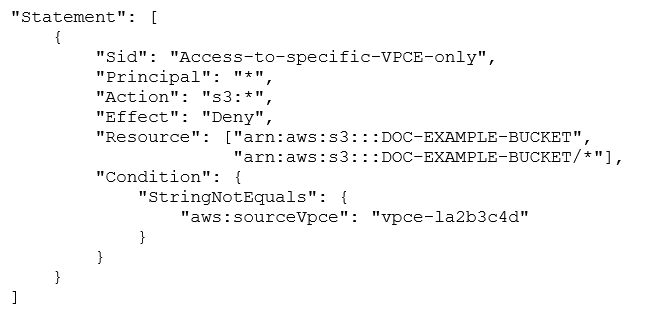 "Statement": [
{
"Sid": "Access-to-specific-VPCE-only",
"Principal": "*",
"Action": "s3:*",
"Effect": "Deny",
"Resource": ["arn:aws:s3:::DOC-EXAMPLE-BUCKET",
"arn:aws:s3:::DOC-EXAMPLE-BUCKET/*"],
"Condition": {
"StringNotEquals": {
"aws:sourceVpce": "vpce-1a2b3c4d"
}
}
}
]